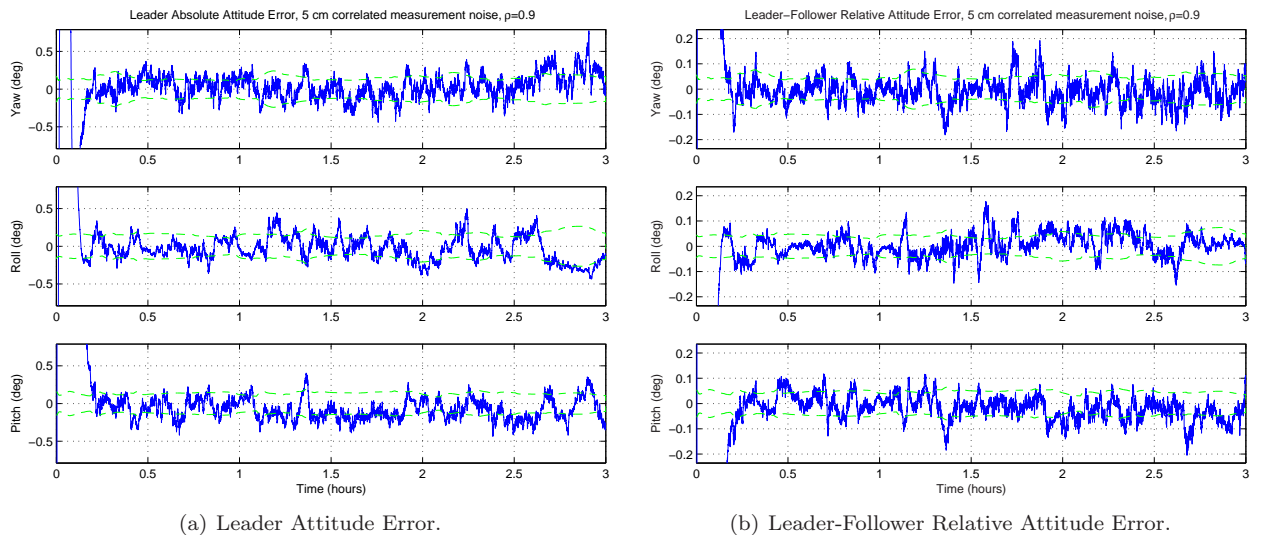 Leader Absolute Attitude Error, 5 cm correlated measurement noise, ρ=0.9
0.5
0
−0.5
Yaw (deg)
0 0.5 1 1.5 2 2.5 3
0.5
0
−0.5
Roll (deg)
0 0.5 1 1.5 2 2.5 3
0.5
0
−0.5
Pitch (deg)
0 0.5 1 1.5 2 2.5 3
Time (hours)
(a) Leader Attitude Error.
Leader−Follower Relative Attitude Error, 5 cm correlated measurement noise, ρ=0.9
0.2
0.1
0
−0.1
−0.2
Yaw (deg)
0 0.5 1 1.5 2 2.5 3
0.2
0.1
0
−0.1
−0.2
Roll (deg)
0 0.5 1 1.5 2 2.5 3
0.2
0.1
0
−0.1
−0.2
Pitch (deg)
0 0.5 1 1.5 2 2.5 3
Time (hours)
(b) Leader-Follower Relative Attitude Error.